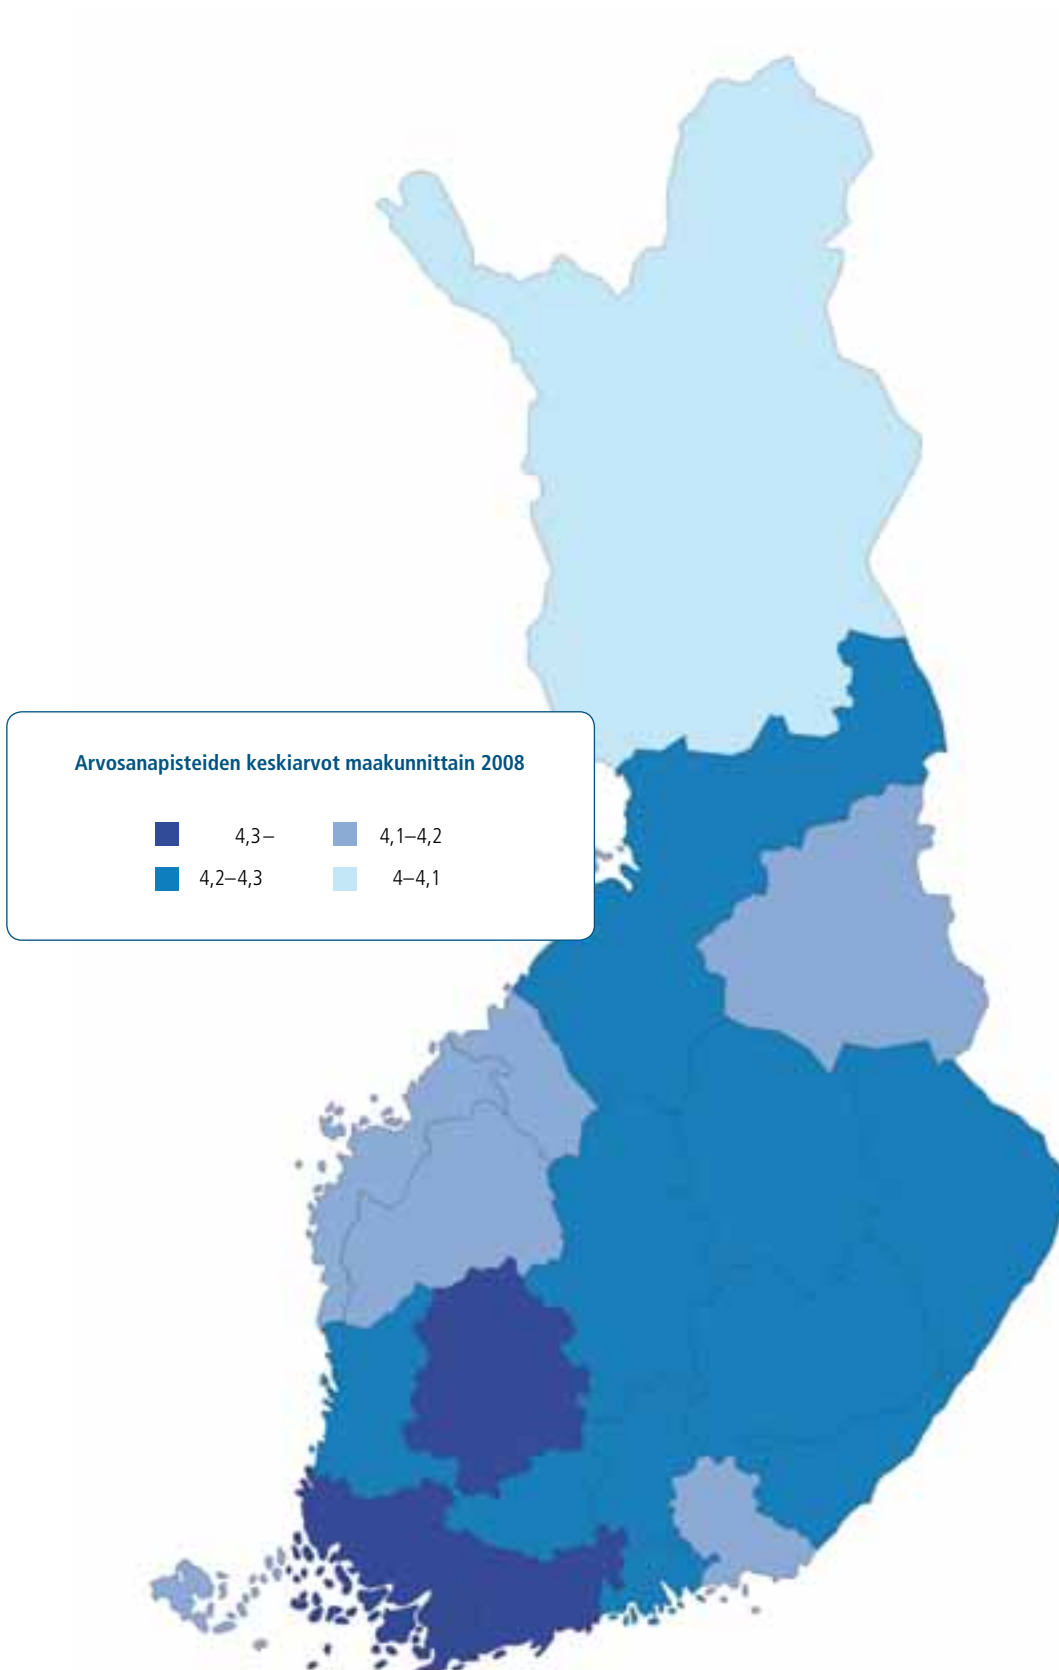 Arvosanapisteiden keskiarvot maakunnittain 2008
4,3– 4,1–4,2
4,2–4,3 4–4,1